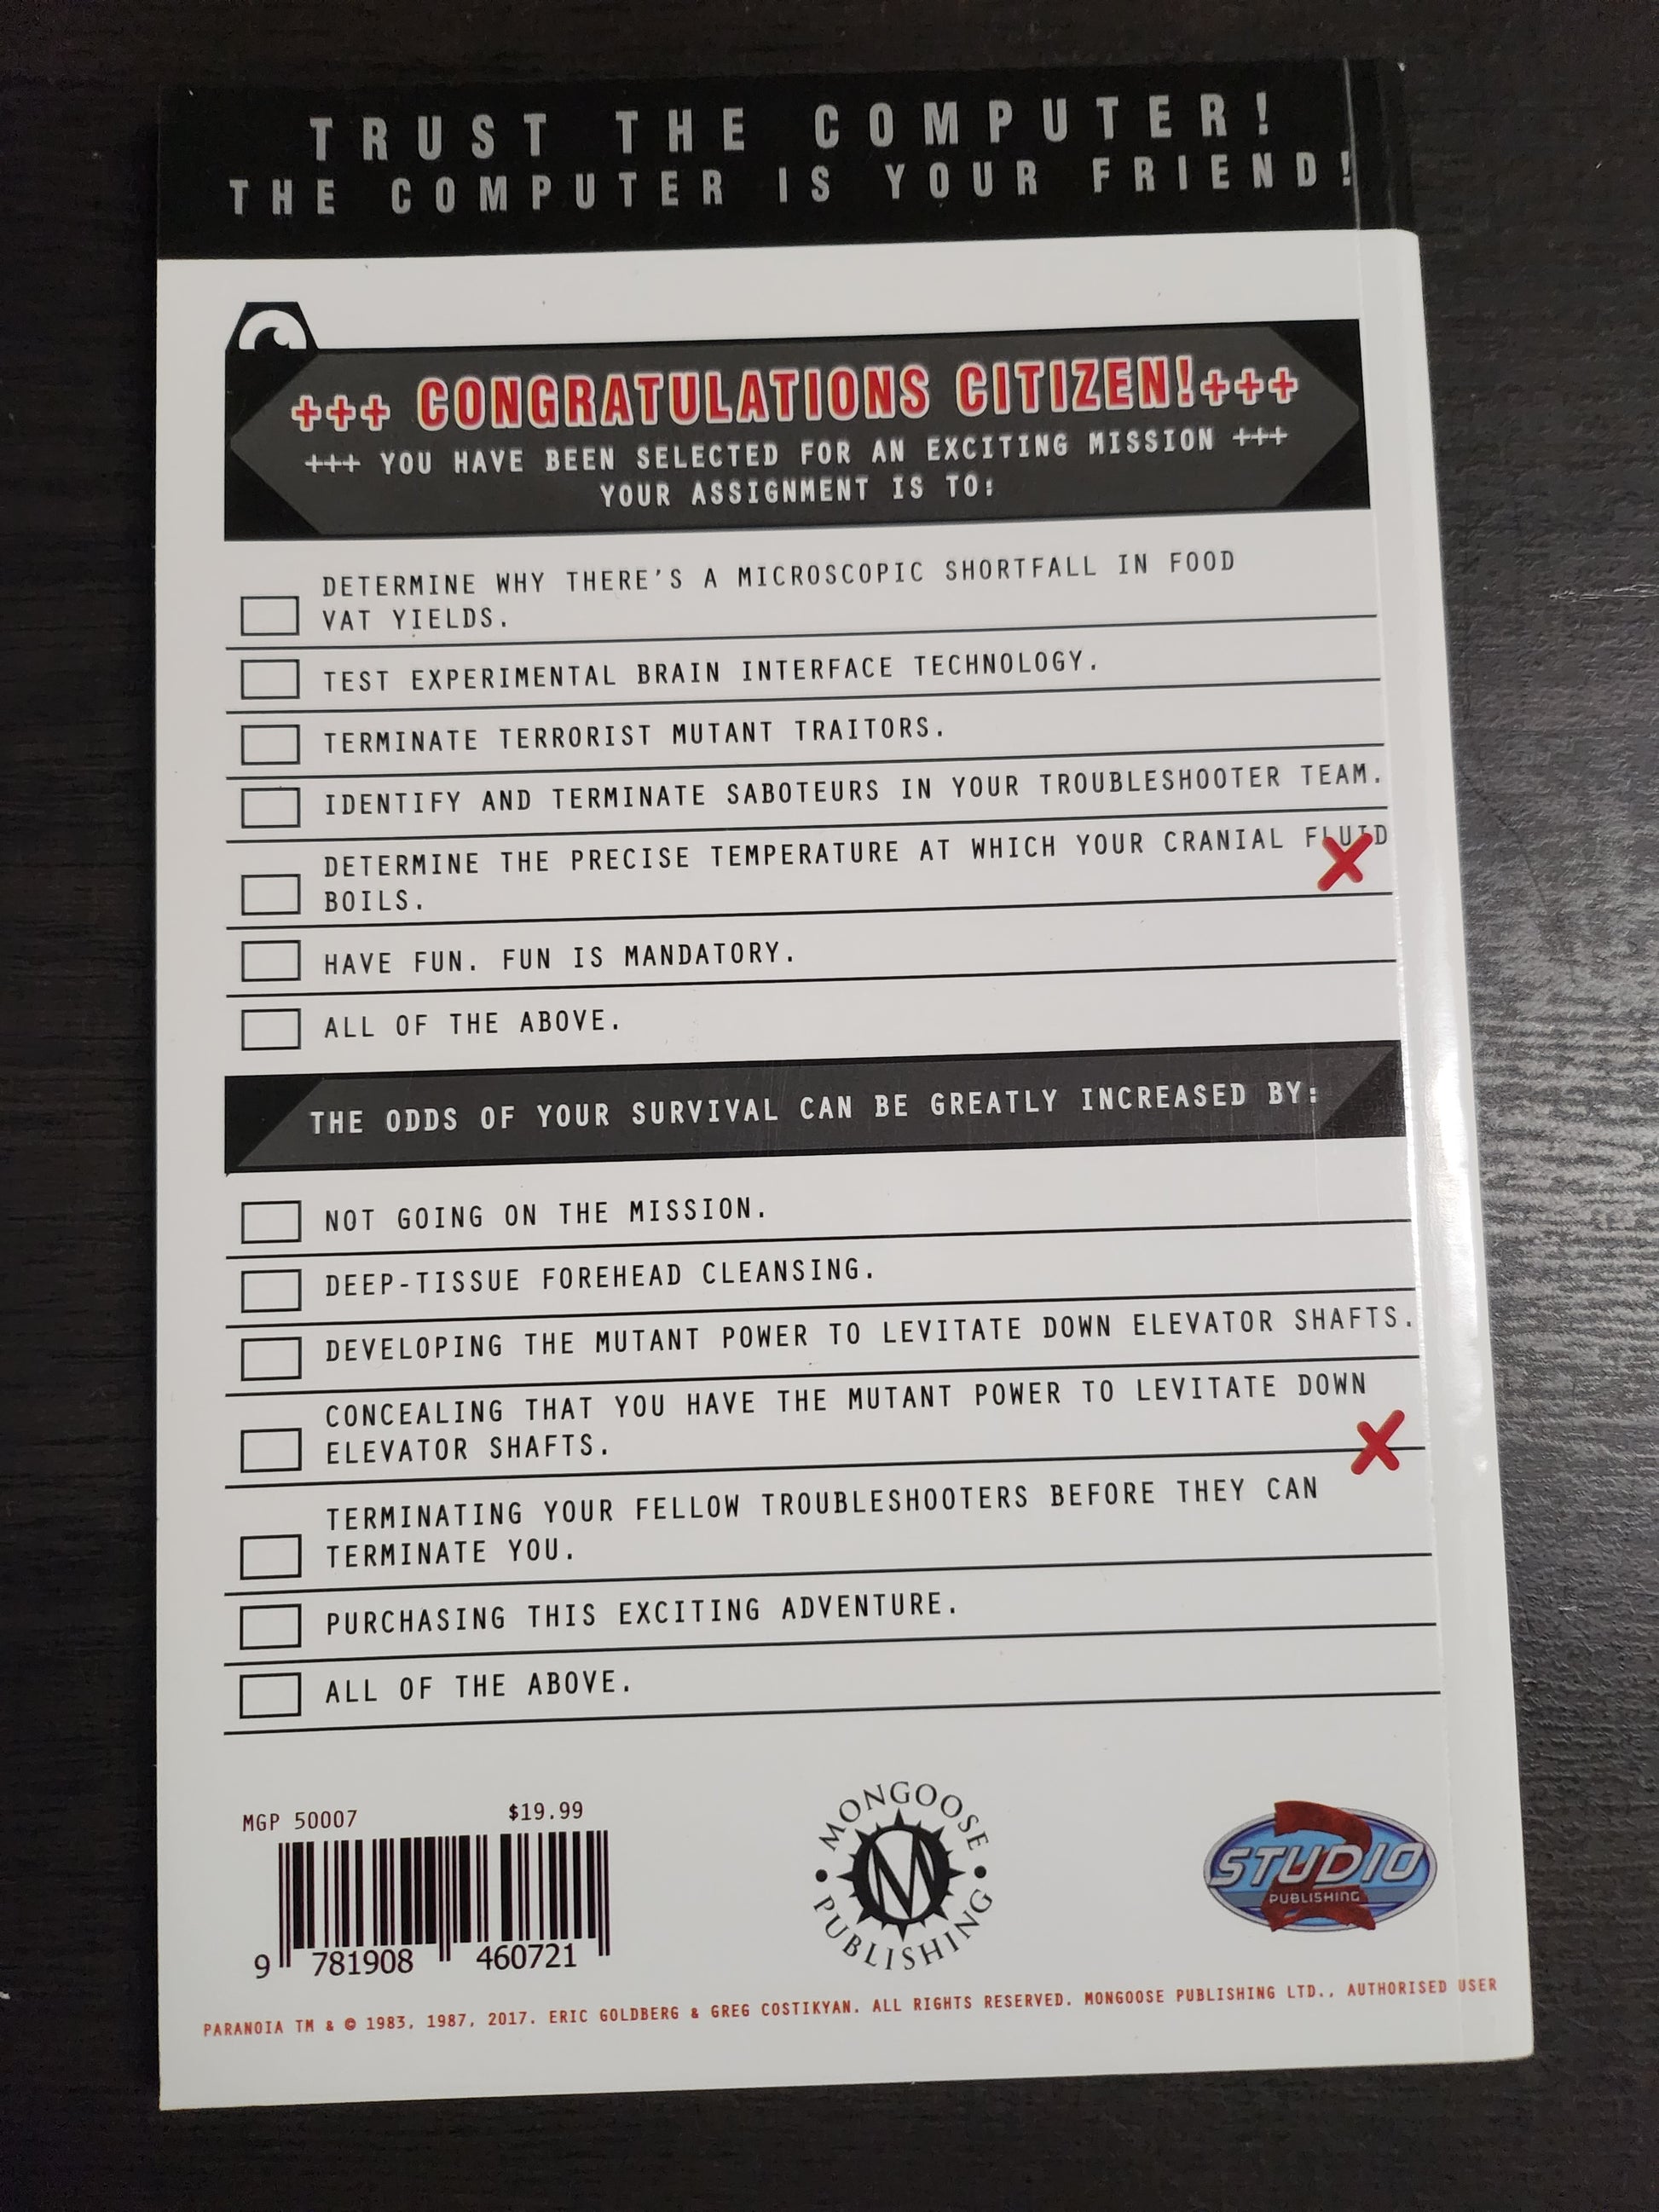 TRUST THE COMPUTER!
THE COMPUTER IS YOUR FRIEND!
+++ CONGRATULATIONS CITIZEN!+++
+++ YOU HAVE BEEN SELECTED FOR AN EXCITING MISSION +++
YOUR ASSIGNMENT IS TO:
DETERMINE WHY THERE'S A MICROSCOPIC SHORTFALL IN FOOD
VAT YIELDS.
TEST EXPERIMENTAL BRAIN INTERFACE TECHNOLOGY.
TERMINATE TERRORIST MUTANT TRAITORS.
IDENTIFY AND TERMINATE SABOTEURS IN YOUR TROUBLESHOOTER TEAM.
DETERMINE THE PRECISE TEMPERATURE AT WHICH YOUR CRANIAL FLUID
BOILS.
HAVE FUN. FUN IS MANDATORY.
ALL OF THE ABOVE.
THE ODDS OF YOUR SURVIVAL CAN BE GREATLY INCREASED BY:
NOT GOING ON THE MISSION.
DEEP-TISSUE FOREHEAD CLEANSING.
DEVELOPING THE MUTANT POWER TO LEVITATE DOWN ELEVATOR SHAFTS.
CONCEALING THAT YOU HAVE THE MUTANT POWER TO LEVITATE DOWN
ELEVATOR SHAFTS.
TERMINATING YOUR FELLOW TROUBLESHOOTERS BEFORE THEY CAN
TERMINATE YOU.
PURCHASING THIS EXCITING ADVENTURE.
ALL OF THE ABOVE.
MGP 50007 $19.99
9 781908 460721
MONGOOSE PUBLISHING
M
STUDIO 2
PUBLISHING
PARANOIA TM & © 1983, 1987, 2017. ERIC GOLDBERG & GREG COSTIKYAN. ALL RIGHTS RESERVED. MONGOOSE PUBLISHING LTD., AUTHORISED USER